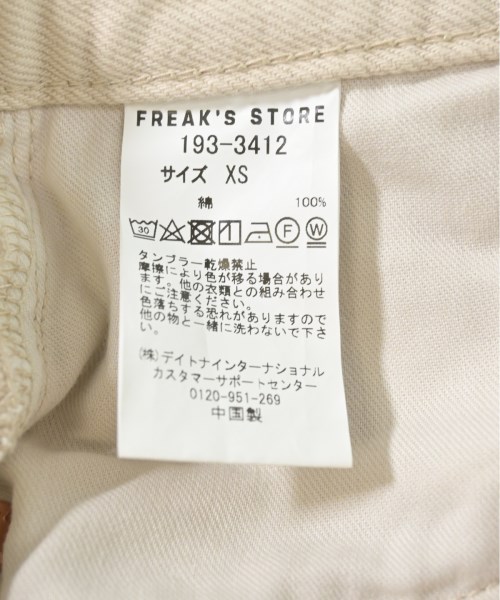 FREAK'S STORE
193-3412
サイズ XS
綿 100%
30 F W
タンブラー乾燥禁止
摩擦により色が移る場合があり
ます。他の衣類との組み合わせ
にご注意ください。
色落ちする恐れがありますので
他の物と一緒に洗わないで下さ
い。
(株)デイトナインターナショナル
カスタマーサポートセンター
0120-951-269
中国製